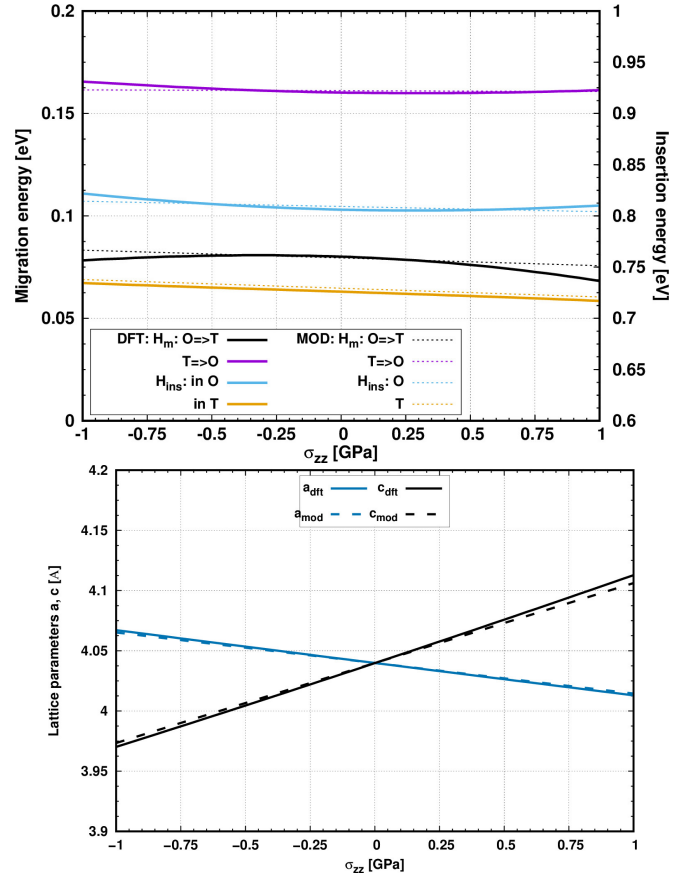 0.2
0.15
0.1
0.05
0
1
0.95
0.9
0.85
0.8
0.75
0.7
0.65
0.6
Migration energy [eV]
Insertion energy [eV]
DFT: Hm: O=>T
T=>O
Hins: in O
in T
MOD: Hm: O=>T
T=>O
Hins: O
T
-1 -0.75 -0.5 -0.25 0 0.25 0.5 0.75 1
σzz [GPa]
4.2
4.15
4.1
4.05
4
3.95
3.9
Lattice parameters a, c [Å]
adft cdft
amod cmod
−1 −0.75 −0.5 −0.25 0 0.25 0.5 0.75 1
σzz [GPa]